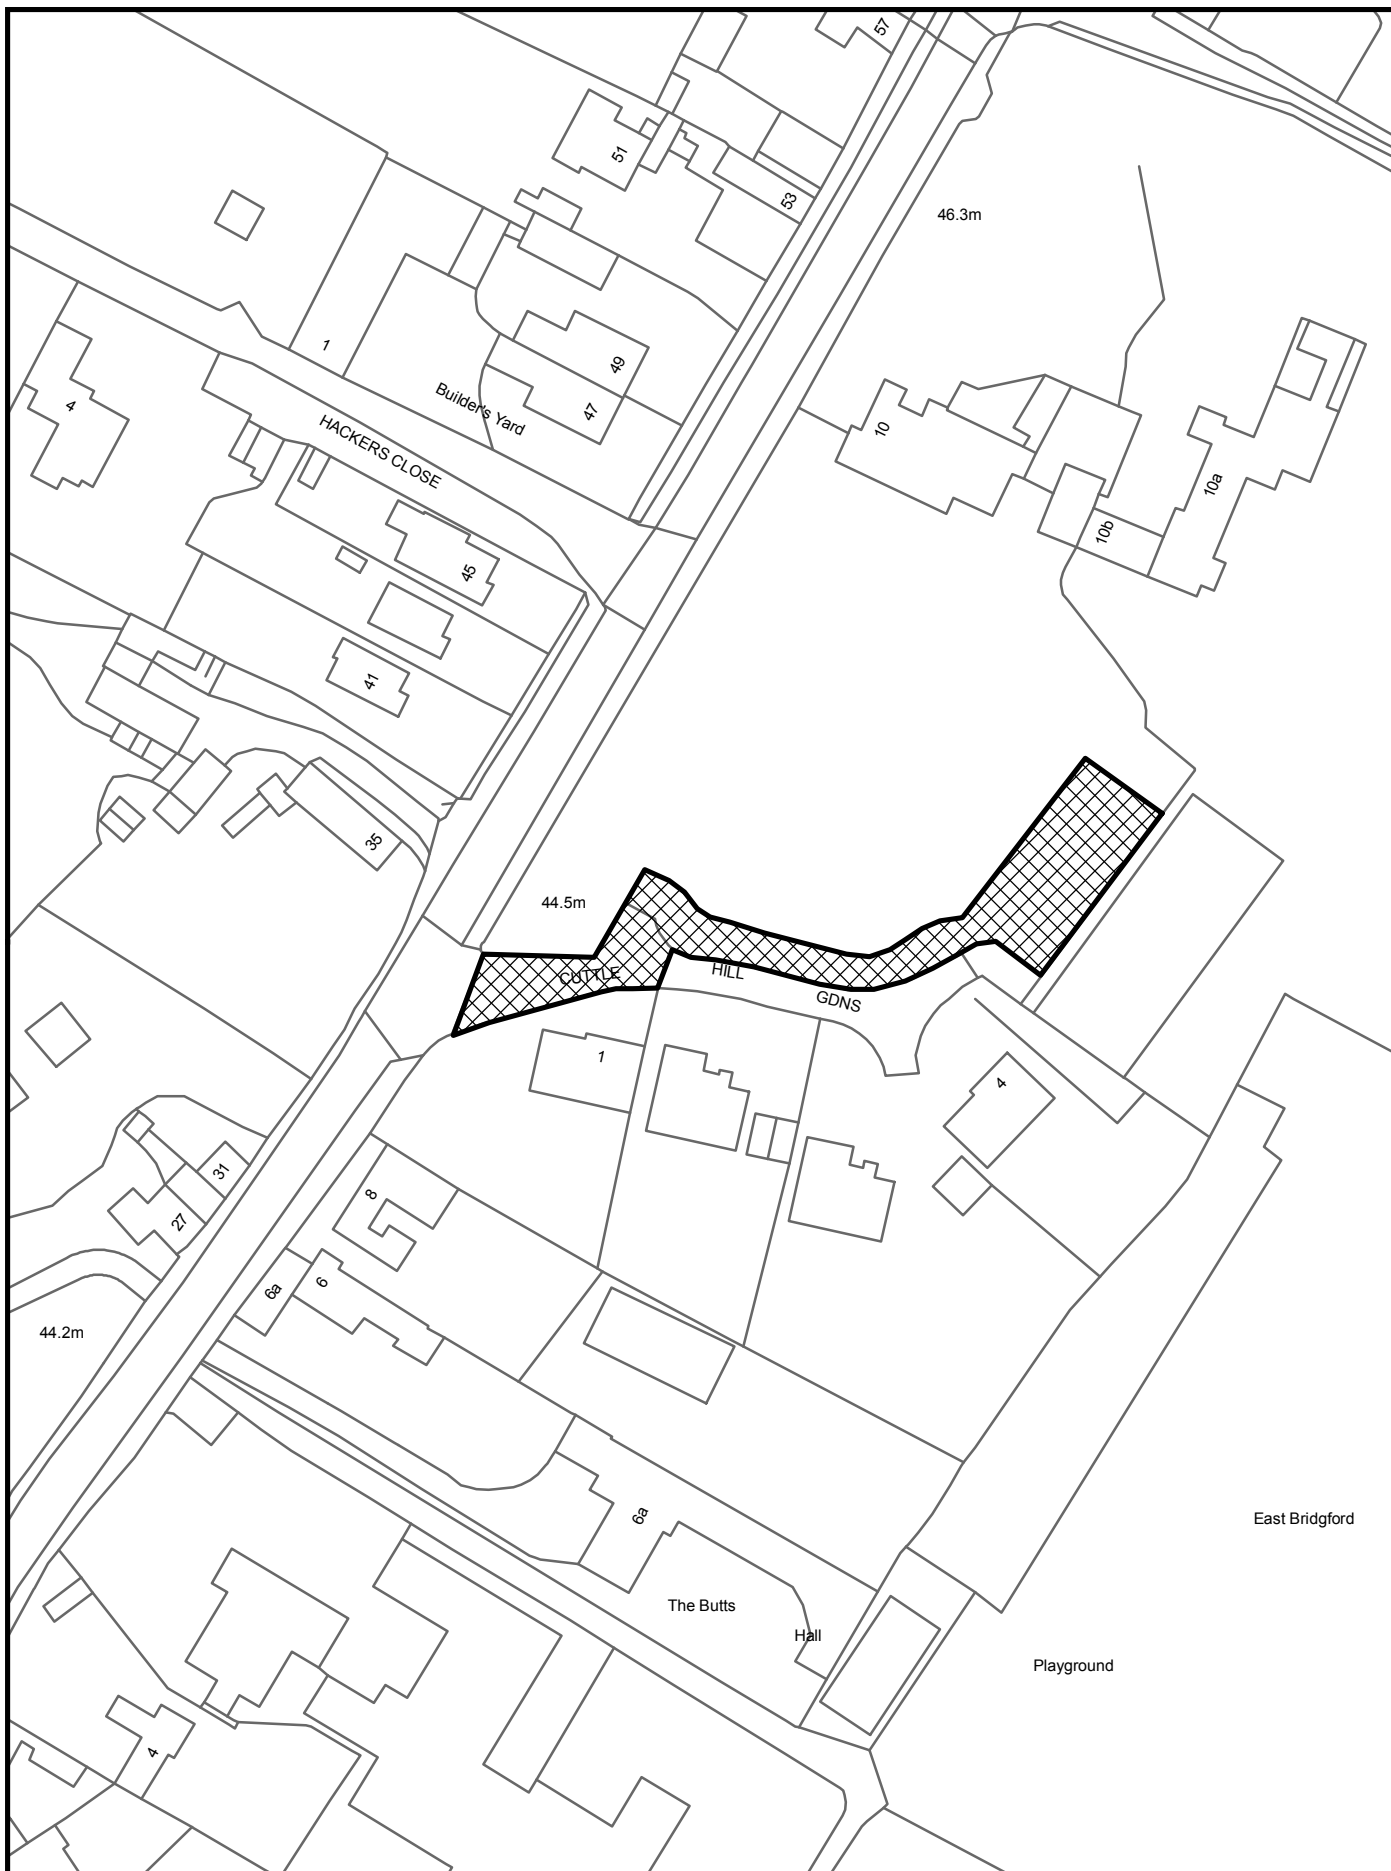 57
51
53
46.3m
1
49
4
Builder's Yard
47
HACKERS CLOSE
10
10a
10b
45
41
35
44.5m
CUTTLE
HILL
GDNS
1
4
31
8
27
6
6a
44.2m
6a
East Bridgford
The Butts
Hall
Playground
4